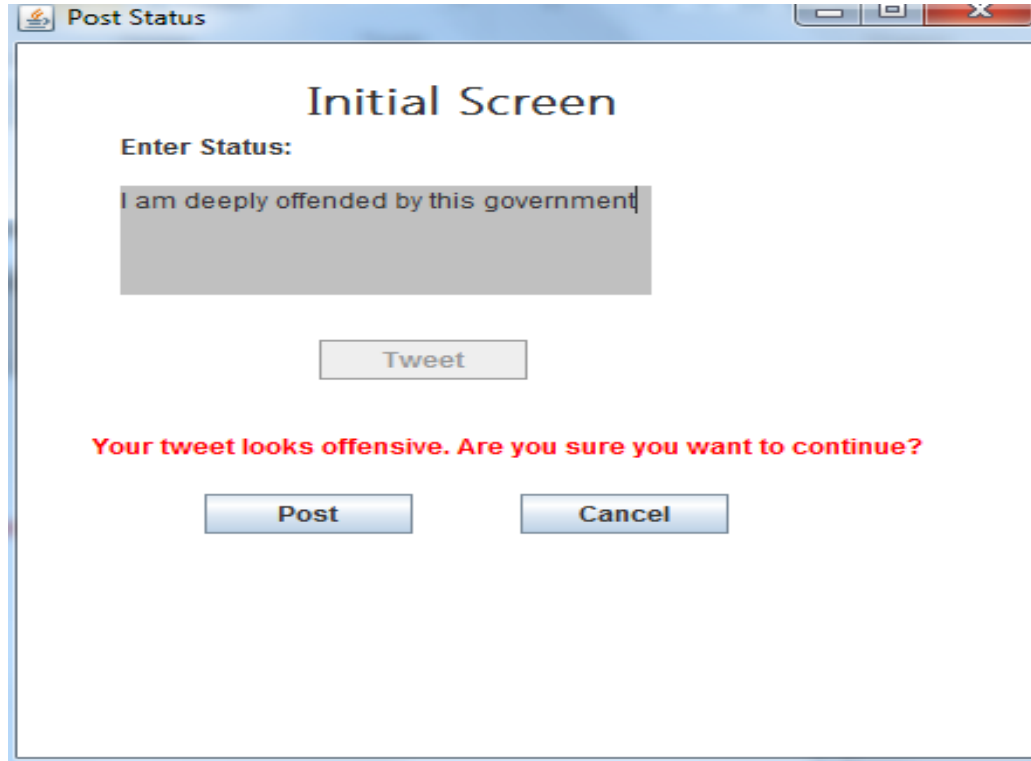 Post Status
Initial Screen
Enter Status:
I am deeply offended by this government
Tweet
Your tweet looks offensive. Are you sure you want to continue?
Post Cancel